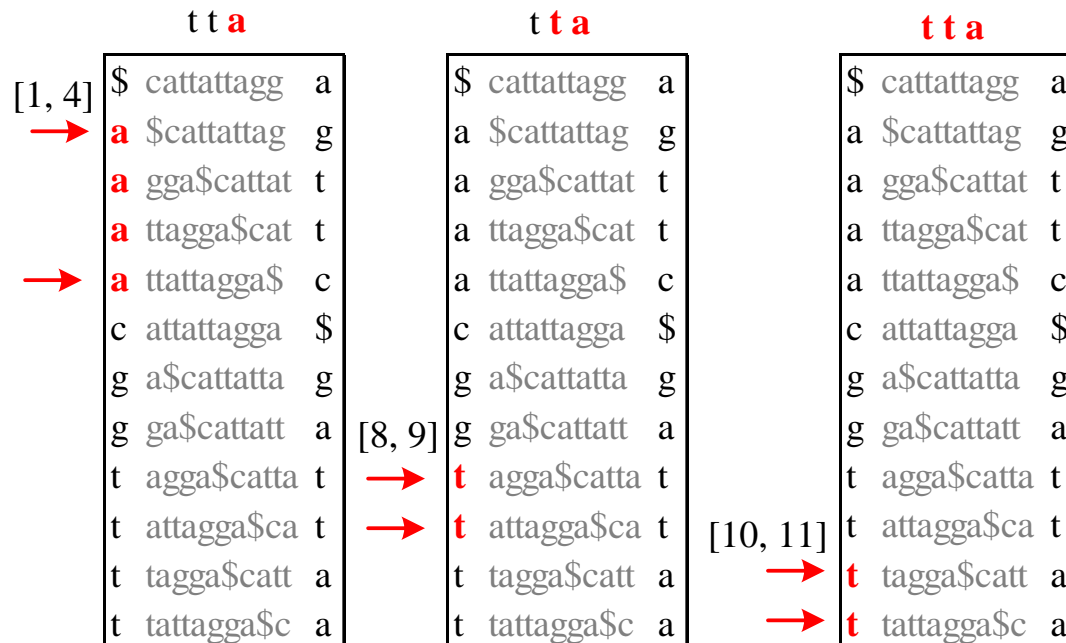 t t a t t a t t a
$ cattattagg a $ cattattagg a $ cattattagg a
[1, 4]
a $cattattag g a $cattattag g a $cattattag g
a gga$cattat t a gga$cattat t a gga$cattat t
a ttagga$cat t a ttagga$cat t a ttagga$cat t
a ttattagga$ c a ttattagga$ c a ttattagga$ c
c attattagga $ c attattagga $ c attattagga $
g a$cattatta g g a$cattatta g g a$cattatta g
g ga$cattatt a [8, 9] g ga$cattatt a g ga$cattatt a
t agga$catta t t agga$catta t t agga$catta t
t attagga$ca t t attagga$ca t [10, 11] t attagga$ca t
t tagga$catt a t tagga$catt a t tagga$catt a
t tattagga$c a t tattagga$c a t tattagga$c a